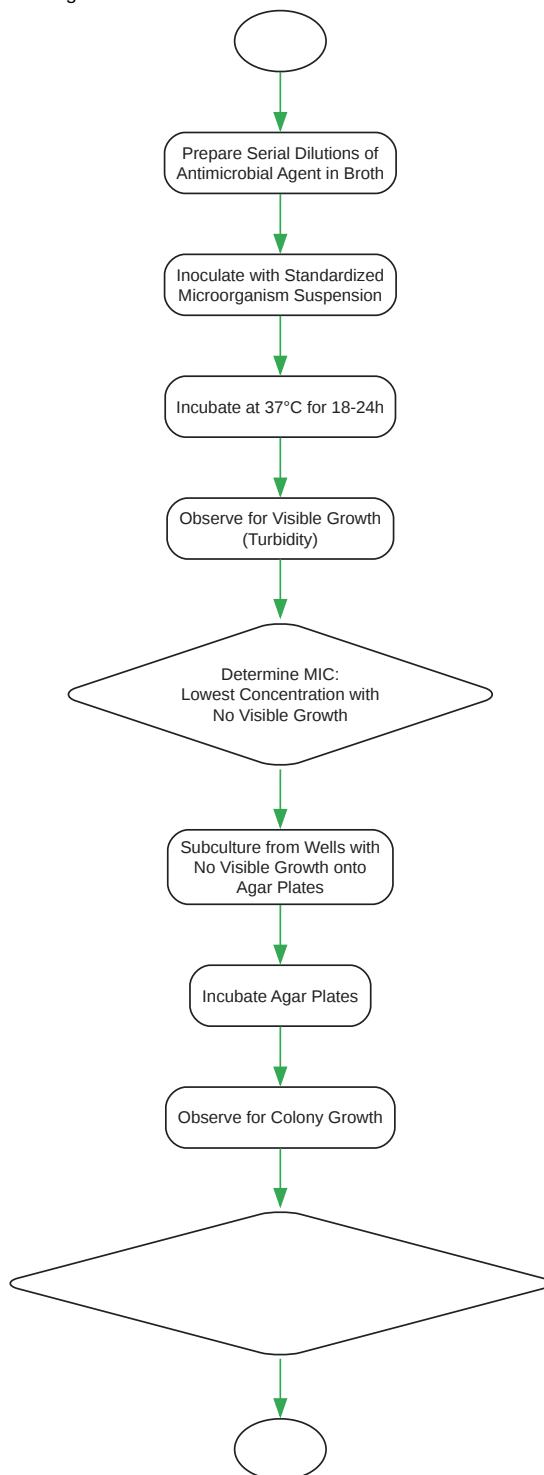 Prepare Serial Dilutions of
Antimicrobial Agent in Broth
Inoculate with Standardized
Microorganism Suspension
Incubate at 37°C for 18-24h
Observe for Visible Growth
(Turbidity)
Determine MIC:
Lowest Concentration with
No Visible Growth
Subculture from Wells with
No Visible Growth onto
Agar Plates
Incubate Agar Plates
Observe for Colony Growth